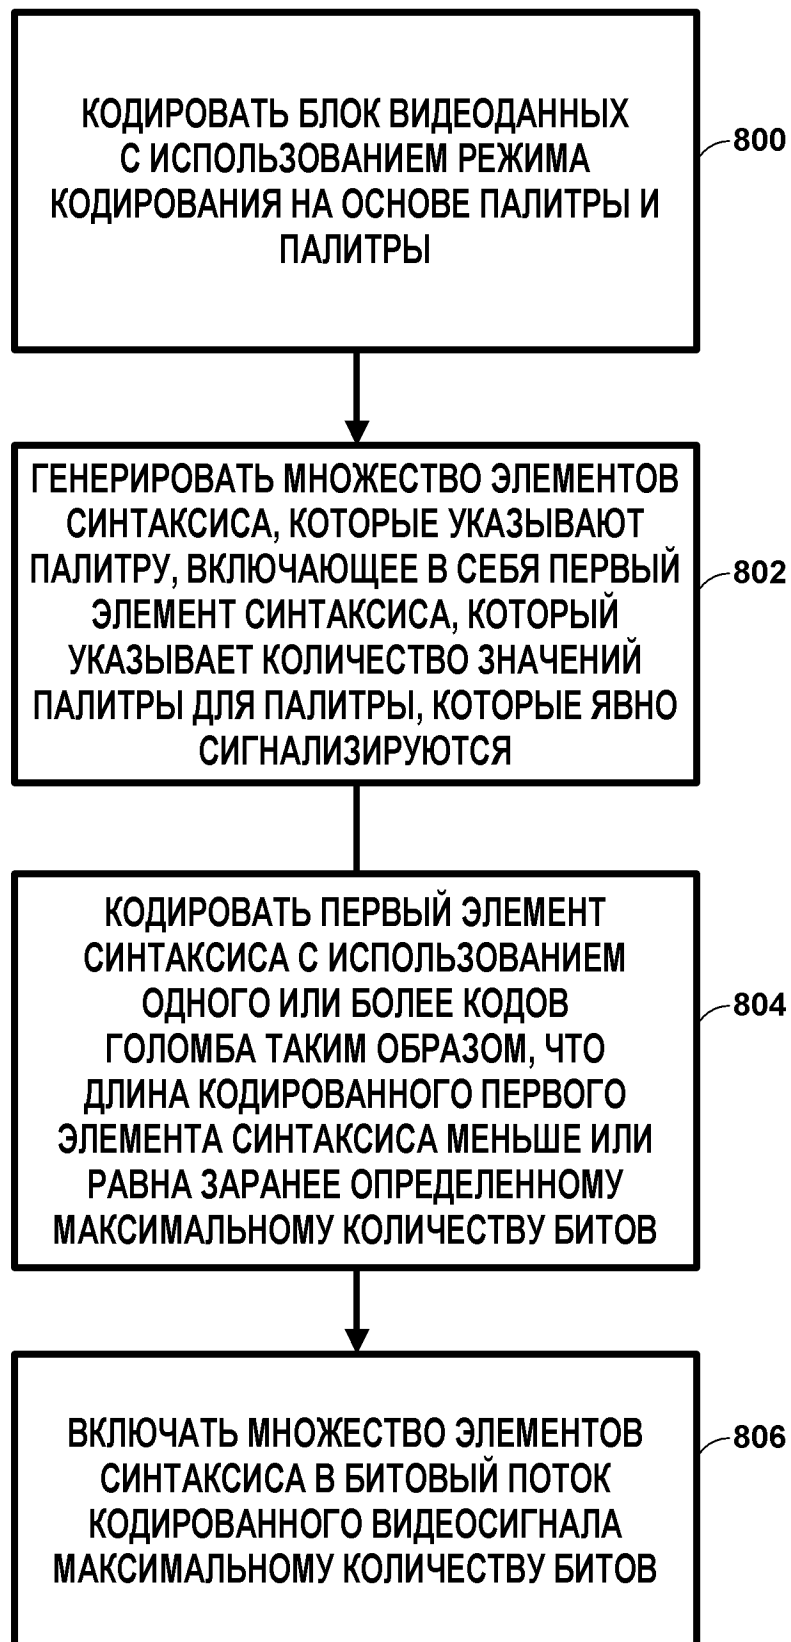 КОДИРОВАТЬ БЛОК ВИДЕОДАННЫХ
С ИСПОЛЬЗОВАНИЕМ РЕЖИМА
КОДИРОВАНИЯ НА ОСНОВЕ ПАЛИТРЫ И
ПАЛИТРЫ
800
ГЕНЕРИРОВАТЬ МНОЖЕСТВО ЭЛЕМЕНТОВ
СИНТАКСИСА, КОТОРЫЕ УКАЗЫВАЮТ
ПАЛИТРУ, ВКЛЮЧАЮЩЕЕ В СЕБЯ ПЕРВЫЙ
ЭЛЕМЕНТ СИНТАКСИСА, КОТОРЫЙ
УКАЗЫВАЕТ КОЛИЧЕСТВО ЗНАЧЕНИЙ
ПАЛИТРЫ ДЛЯ ПАЛИТРЫ, КОТОРЫЕ ЯВНО
СИГНАЛИЗИРУЮТСЯ
802
КОДИРОВАТЬ ПЕРВЫЙ ЭЛЕМЕНТ
СИНТАКСИСА С ИСПОЛЬЗОВАНИЕМ
ОДНОГО ИЛИ БОЛЕЕ КОДОВ
ГОЛОМБА ТАКИМ ОБРАЗОМ, ЧТО
ДЛИНА КОДИРОВАННОГО ПЕРВОГО
ЭЛЕМЕНТА СИНТАКСИСА МЕНЬШЕ ИЛИ
РАВНА ЗАРАНЕЕ ОПРЕДЕЛЕННОМУ
МАКСИМАЛЬНОМУ КОЛИЧЕСТВУ БИТОВ
804
ВКЛЮЧАТЬ МНОЖЕСТВО ЭЛЕМЕНТОВ
СИНТАКСИСА В БИТОВЫЙ ПОТОК
КОДИРОВАННОГО ВИДЕОСИГНАЛА
МАКСИМАЛЬНОМУ КОЛИЧЕСТВУ БИТОВ
806